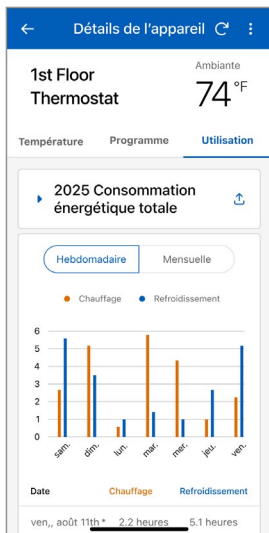 Détails de l'appareil
1st Floor
Thermostat
Ambiante
74°F
Température
Programme
Utilisation
2025 Consommation
énergétique totale
Hebdomadaire
Mensuelle
Chauffage
Refroidissement
6
5
4
3
2
1
0
sam.
dim.
lun.
mar.
mer.
jeu.
ven.
Date
Chauffage
Refroidissement
ven,, août 11th * 2.2 heures 5.1 heures